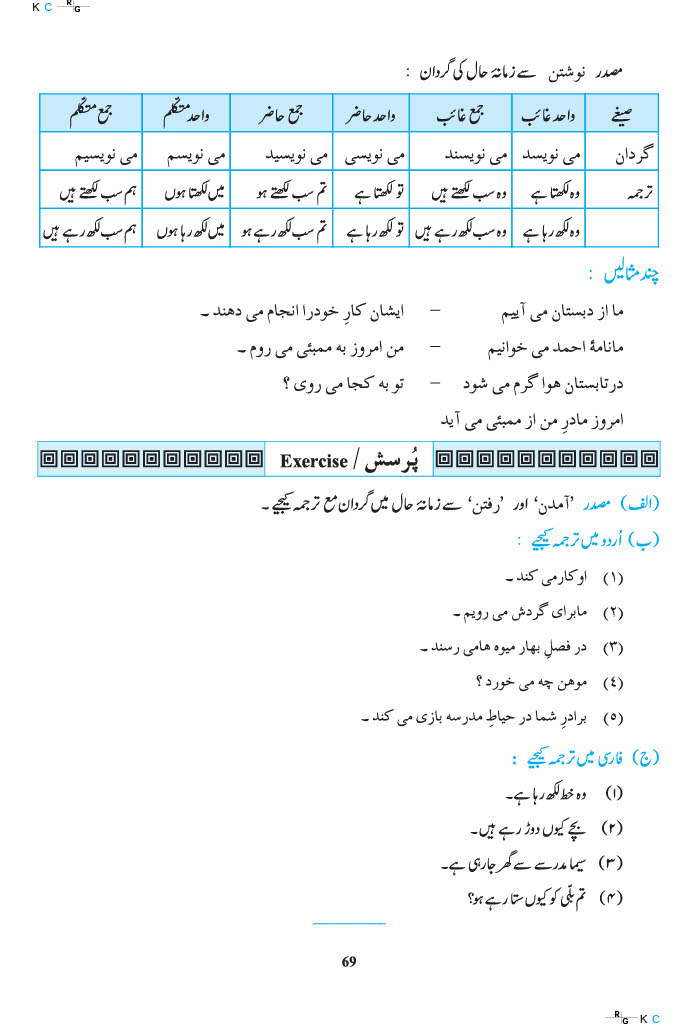 K C R G
مصدر نوشتن سے زمانۂ حال کی گردان :
صیغے واحد غائب جمع غائب واحد حاضر جمع حاضر واحد متکلم جمع متکلم
گردان می نویسد می نویسند می نویسی می نویسید می نویسم می نویسیم
ترجمہ وہ لکھتا ہے وہ سب لکھتے ہیں تو لکھتا ہے تم سب لکھتے ہو میں لکھتا ہوں ہم سب لکھتے ہیں
وہ لکھ رہا ہے وہ سب لکھ رہے ہیں تو لکھ رہا ہے تم سب لکھ رہے ہو میں لکھ رہا ہوں ہم سب لکھ رہے ہیں
چند مثالیں :
ما از دبستان می آییم – ایشان کارِ خودرا انجام می دهند ۔
مانامۂ احمد می خوانیم – من امروز به ممبئی می روم ۔
درتابستان هوا گرم می شود – تو به کجا می روی ؟
امروز مادرِ من از ممبئی می آید
پُرسش / Exercise
(الف) مصدر ’آمدن‘ اور ’رفتن‘ سے زمانۂ حال میں گردان مع ترجمہ کیجیے ۔
(ب) اُردو میں ترجمہ کیجیے :
(۱) اوکارمی کند ۔
(۲) مابرای گردش می رویم ۔
(۳) در فصلِ بهار میوه هامی رسند ۔
(٤) موهن چه می خورد ؟
(٥) برادرِ شما در حیاطِ مدرسه بازی می کند ۔
(ج) فارسی میں ترجمہ کیجیے :
(۱) وہ خط لکھ رہا ہے۔
(۲) بچے کیوں دوڑ رہے ہیں۔
(۳) سیما مدرسے سے گھر جارہی ہے۔
(۴) تم بلّی کو کیوں ستا رہے ہو؟
69
R G K C